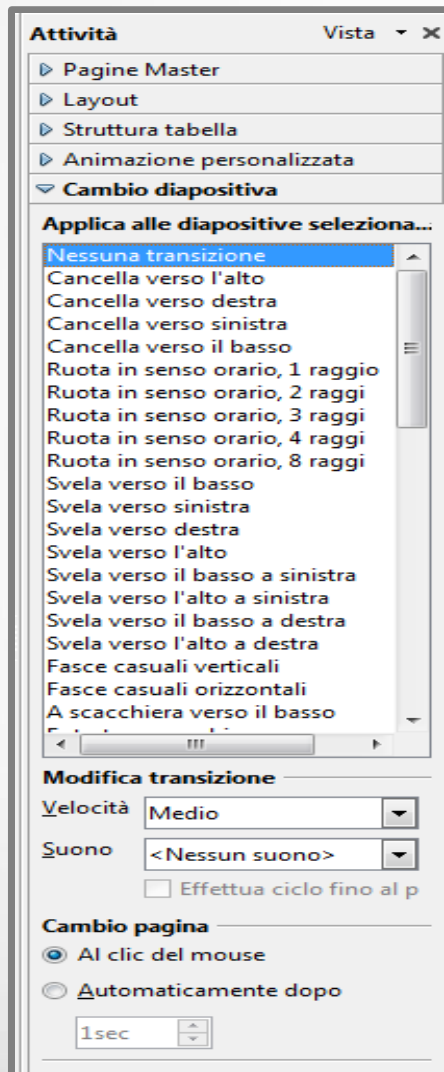 Attività Vista
Pagine Master
Layout
Struttura tabella
Animazione personalizzata
Cambio diapositiva
Applica alle diapositive seleziona...
Nessuna transizione
Cancella verso l'alto
Cancella verso destra
Cancella verso sinistra
Cancella verso il basso
Ruota in senso orario, 1 raggio
Ruota in senso orario, 2 raggi
Ruota in senso orario, 3 raggi
Ruota in senso orario, 4 raggi
Ruota in senso orario, 8 raggi
Svela verso il basso
Svela verso sinistra
Svela verso destra
Svela verso l'alto
Svela verso il basso a sinistra
Svela verso l'alto a sinistra
Svela verso il basso a destra
Svela verso l'alto a destra
Fasce casuali verticali
Fasce casuali orizzontali
A scacchiera verso il basso
Modifica transizione
Velocità Medio
Suono <Nessun suono>
Effettua ciclo fino al p
Cambio pagina
Al clic del mouse
Automaticamente dopo
1sec